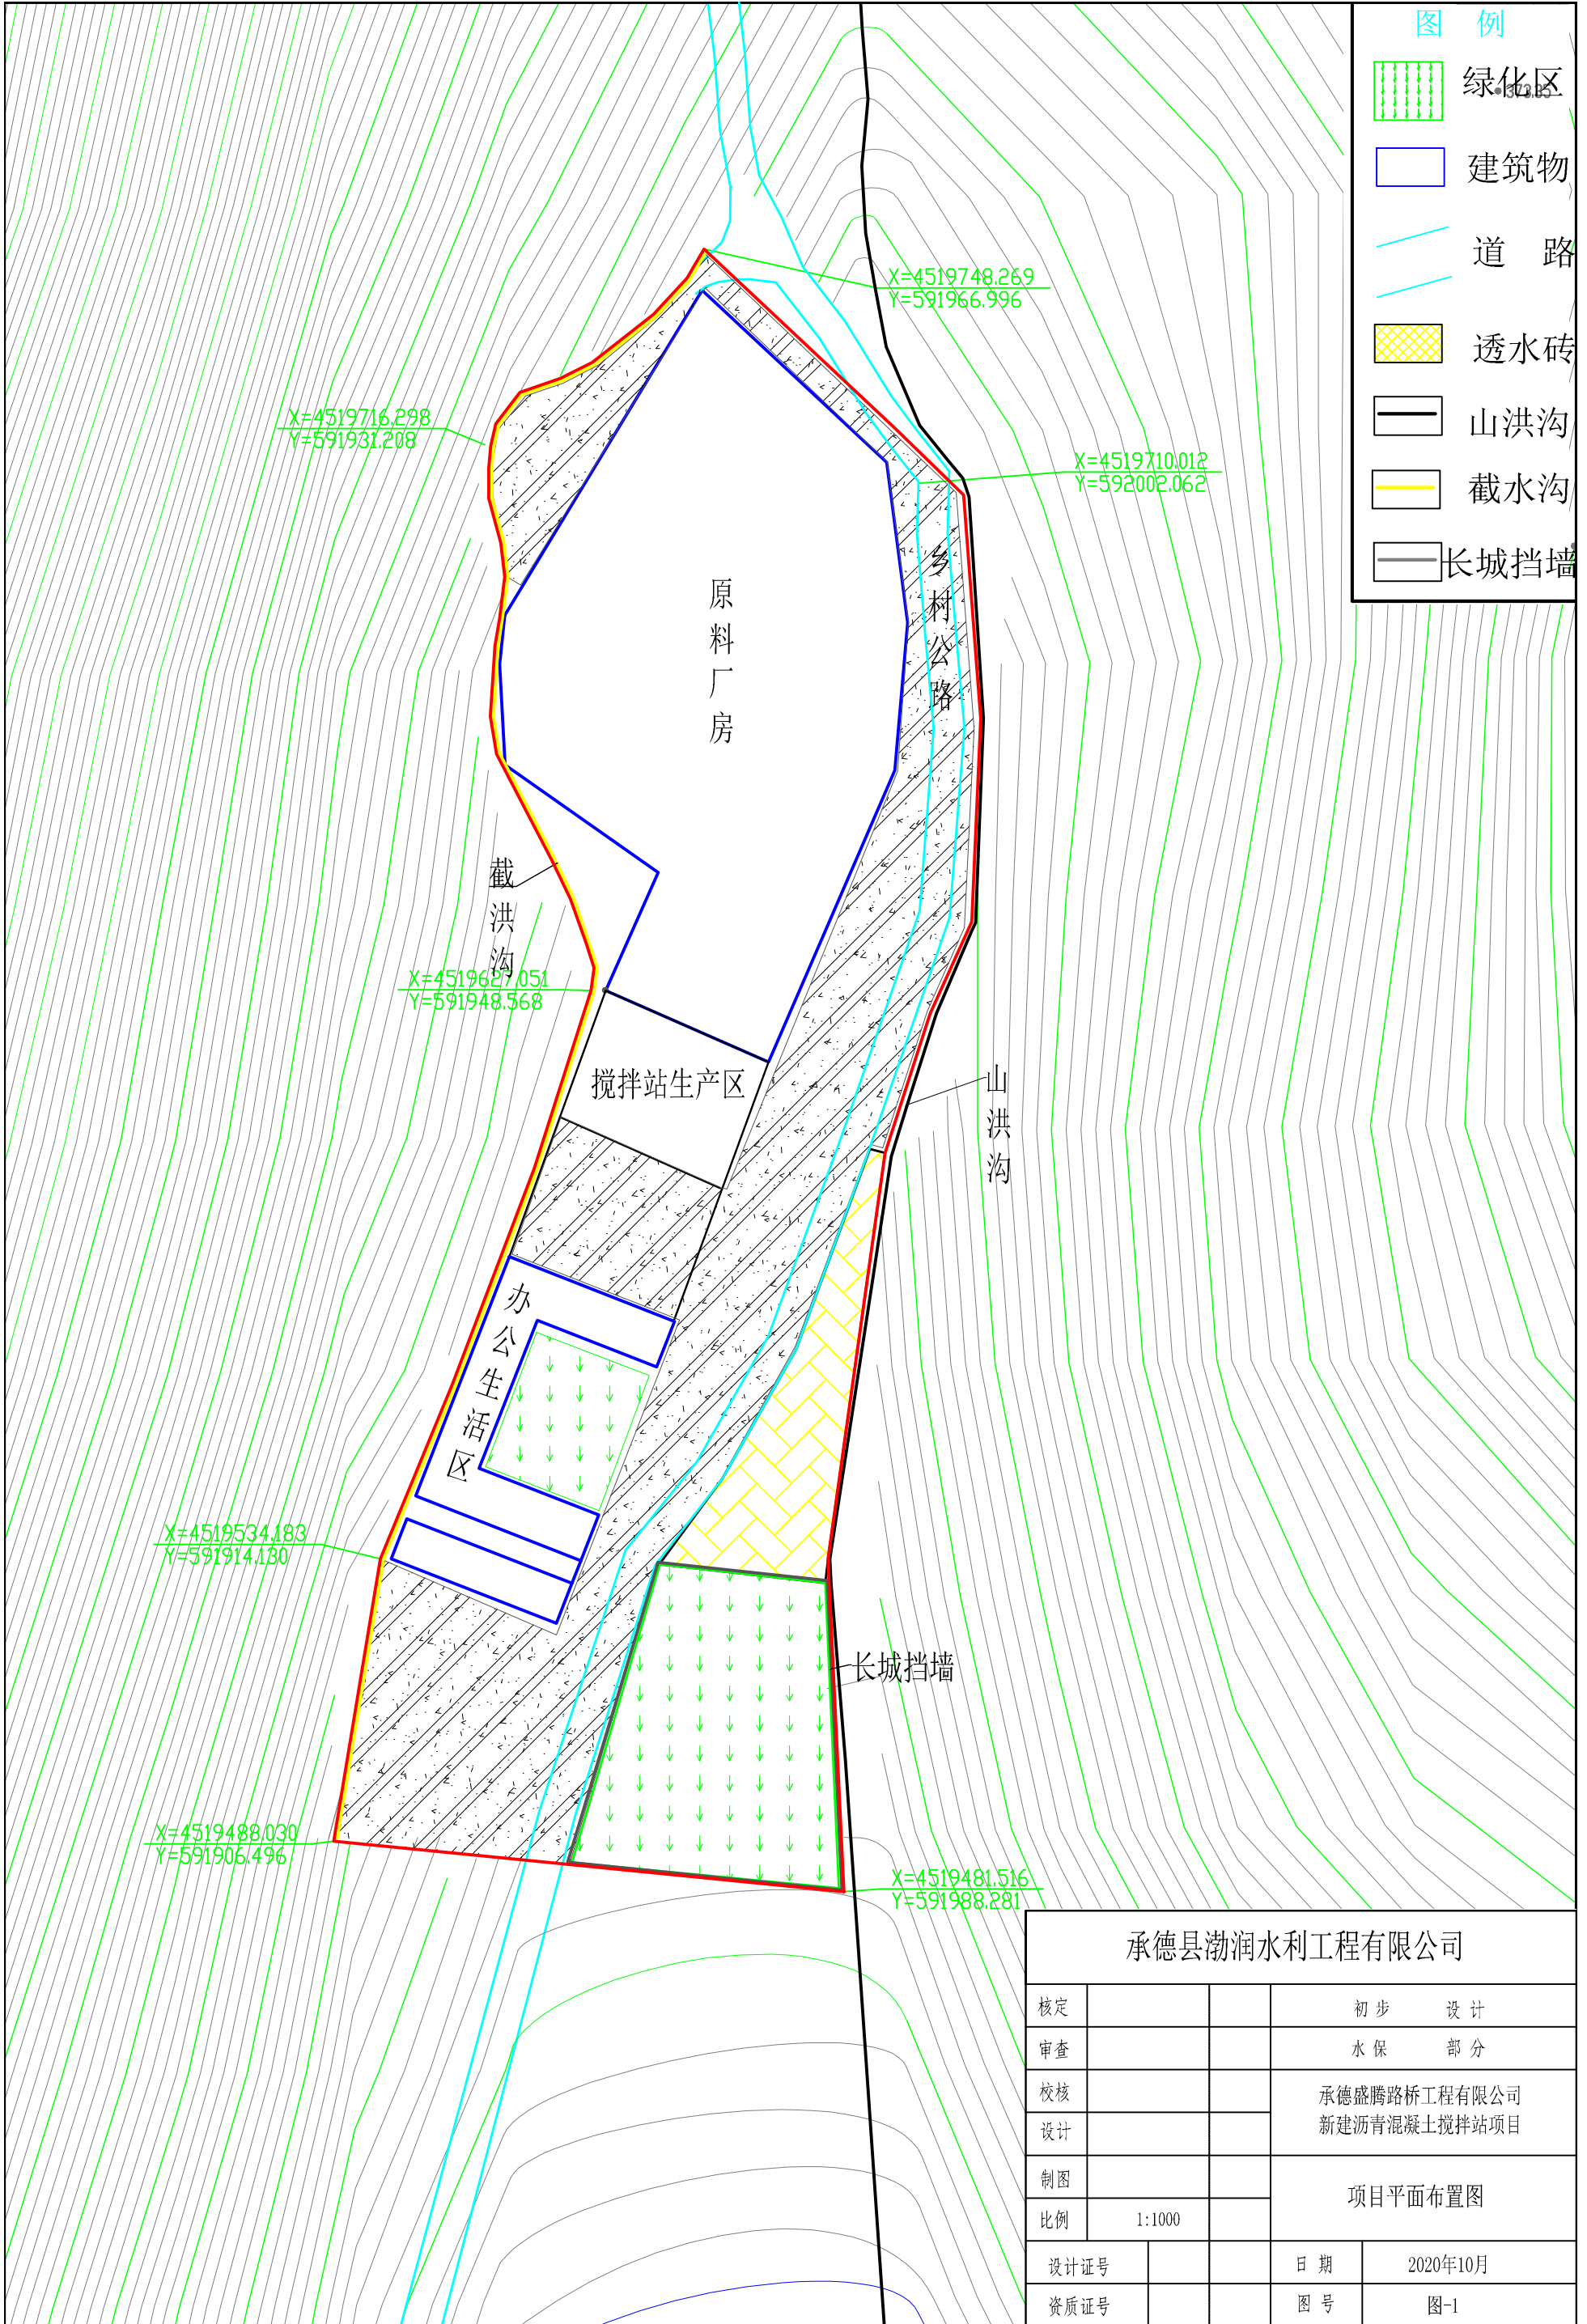 图 例
绿化区
373.85
建筑物
道 路
透水砖
山洪沟
截水沟
长城挡墙
X=4519748.269
Y=591966.996
X=4519716.298
Y=591931.208
X=4519710.012
Y=592002.062
乡村公路
原料厂房
截洪沟
X=4519627.051
Y=591948.568
搅拌站生产区
山洪沟
办公生活区
X=4519534.183
Y=591914.130
长城挡墙
X=4519488.030
Y=591906.496
X=4519481.516
Y=591988.281
承德县渤润水利工程有限公司
核定
初步 设计
审查
水保 部分
校核
承德盛腾路桥工程有限公司
新建沥青混凝土搅拌站项目
设计
制图
项目平面布置图
比例 1:1000
设计证号
日期 2020年10月
资质证号
图号 图-1